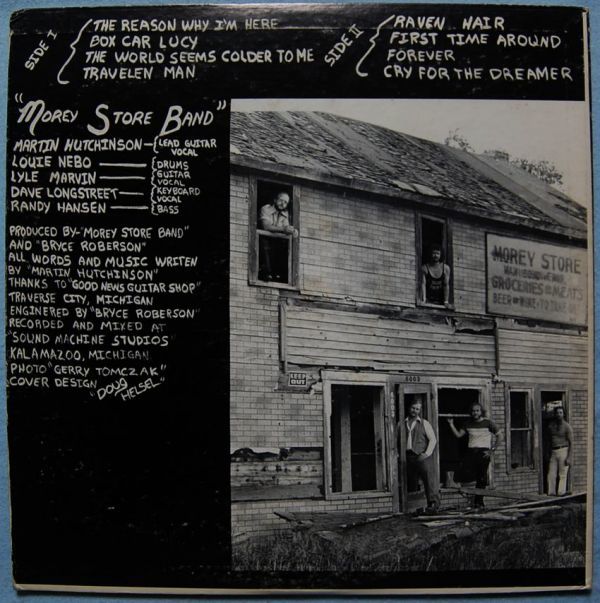 SIDE I
THE REASON WHY I'M HERE
BOX CAR LUCY
THE WORLD SEEMS COLDER TO ME
TRAVELEN MAN
SIDE II
RAVEN HAIR
FIRST TIME AROUND
FOREVER
CRY FOR THE DREAMER
"MOREY STORE BAND"
MARTIN HUTCHINSON - LEAD GUITAR VOCAL
LOUIE NEBO - DRUMS
LYLE MARVIN - GUITAR VOCAL
DAVE LONGSTREET - KEYBOARD VOCAL
RANDY HANSEN - BASS
PRODUCED BY-"MOREY STORE BAND"
AND "BRYCE ROBERSON"
ALL WORDS AND MUSIC WRITEN
BY "MARTIN HUTCHINSON"
THANKS TO "GOOD NEWS GUITAR SHOP"
TRAVERSE CITY, MICHIGAN
ENGINERED BY "BRYCE ROBERSON"
RECORDED AND MIXED AT
"SOUND MACHINE STUDIOS"
KALAMAZOO, MICHIGAN
PHOTO "GERRY TOMCZAK"
COVER DESIGN "DOUG HELSEL"
MOREY STORE
GROCERIES MEATS
BEER WINE TO TAKE OUT
KEEP OUT